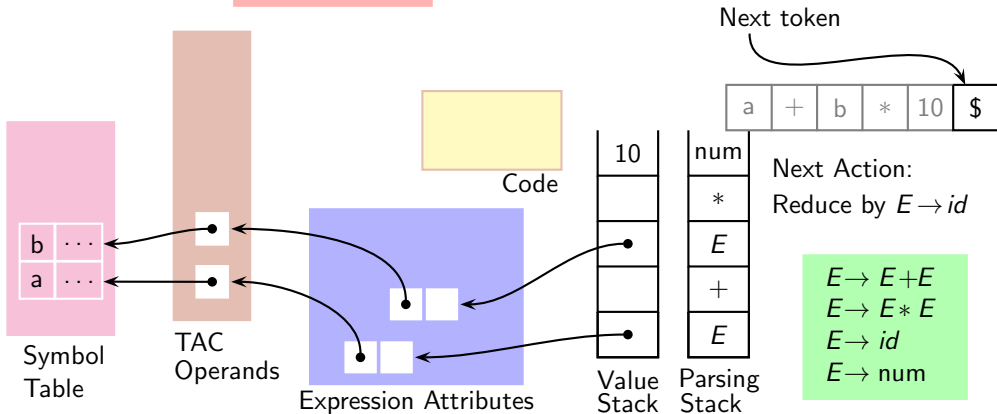 Next token
a + b * 10 $
10 num
*
E
+
E
Code
Next Action:
Reduce by E → id
b · · ·
a · · ·
E → E + E
E → E * E
E → id
E → num
Symbol
Table
TAC
Operands
Expression Attributes
Value
Stack
Parsing
Stack